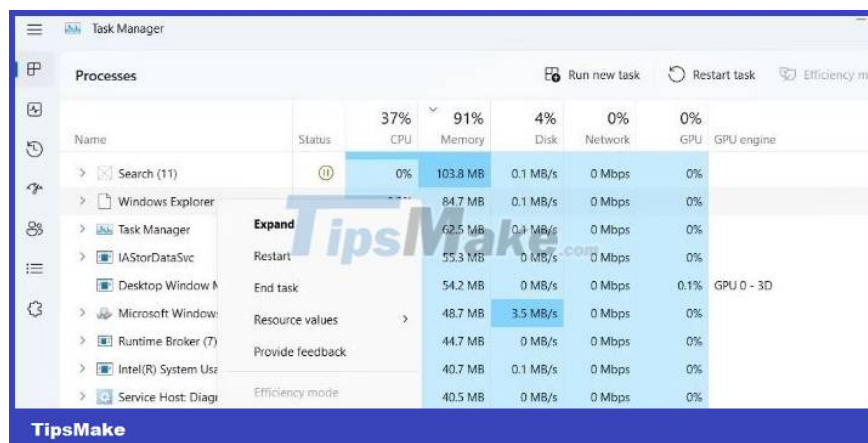 Task Manager
Processes Run new task Restart task Efficiency m
37% 91% 4% 0% 0%
Name Status CPU Memory Disk Network GPU GPU engine
Search (11) 0% 103.8 MB 0.1 MB/s 0 Mbps 0%
Windows Explorer 84.7 MB 0.1 MB/s 0 Mbps 0%
Task Manager 62.5 MB 0.1 MB/s 0 Mbps 0%
IAStorDataSvc 55.3 MB 0 MB/s 0 Mbps 0%
Desktop Window M 54.2 MB 0 MB/s 0 Mbps 0.1% GPU 0 - 3D
Microsoft Window 48.7 MB 3.5 MB/s 0 Mbps 0%
Runtime Broker (7) 44.7 MB 0 MB/s 0 Mbps 0%
Intel(R) System Usa 40.7 MB 0.1 MB/s 0 Mbps 0%
Service Host: Diagn 40.5 MB 0 MB/s 0 Mbps 0%
Expand
Restart
End task
Resource values
Provide feedback
Efficiency mode
TipsMake.com
TipsMake